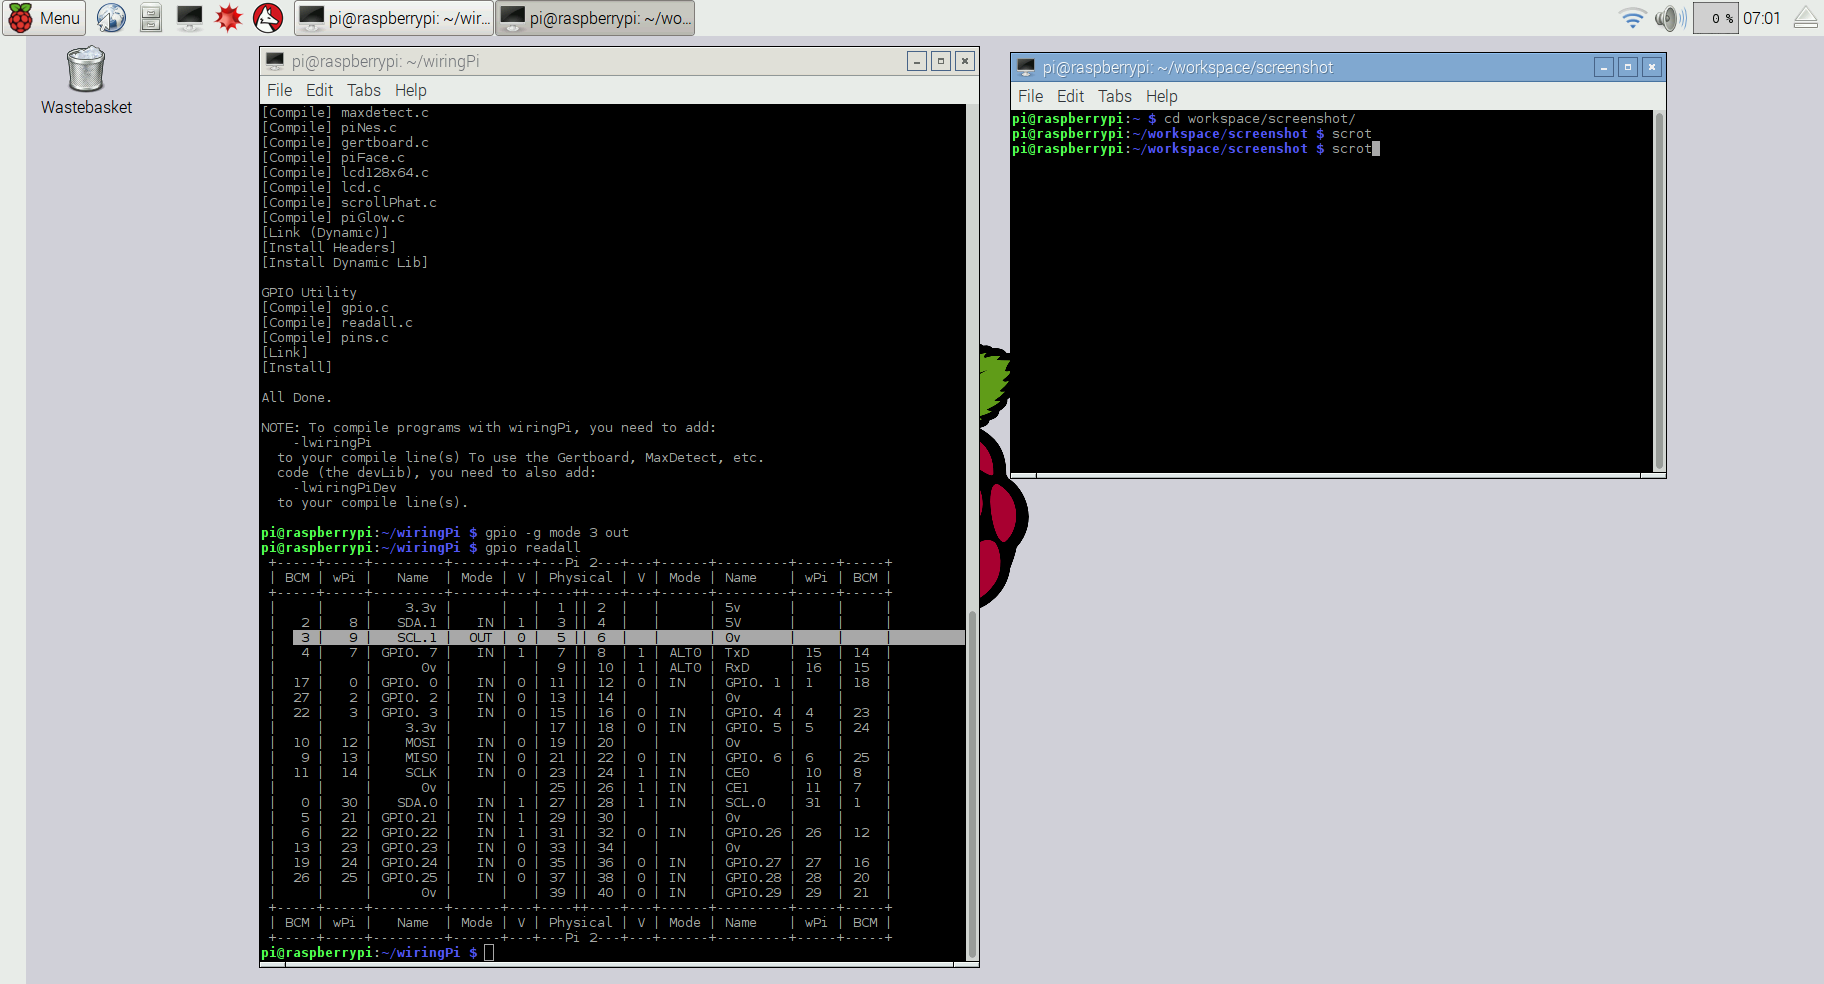 Menu
pi@raspberrypi: ~/wir...
pi@raspberrypi: ~/wo...
0 %
07:01
Wastebasket
pi@raspberrypi: ~/wiringPi
File Edit Tabs Help
[Compile] maxdetect.c
[Compile] piNes.c
[Compile] gertboard.c
[Compile] piFace.c
[Compile] lcd128x64.c
[Compile] lcd.c
[Compile] scrollPhat.c
[Compile] piGlow.c
[Link (Dynamic)]
[Install Headers]
[Install Dynamic Lib]
GPIO Utility
[Compile] gpio.c
[Compile] readall.c
[Compile] pins.c
[Link]
[Install]
All Done.
NOTE: To compile programs with wiringPi, you need to add:
    -lwiringPi
  to your compile line(s) To use the Gertboard, MaxDetect, etc.
  code (the devLib), you need to also add:
    -lwiringPiDev
  to your compile line(s).
pi@raspberrypi:~/wiringPi $ gpio -g mode 3 out
pi@raspberrypi:~/wiringPi $ gpio readall
 +-----+-----+---------+------+---+---Pi 2---+---+------+---------+-----+-----+
 | BCM | wPi |   Name  | Mode | V | Physical | V | Mode | Name    | wPi | BCM |
 +-----+-----+---------+------+---+----++----+---+------+---------+-----+-----+
 |     |     |    3.3v |      |   |  1 || 2  |   |      | 5v      |     |     |
 |   2 |   8 |   SDA.1 |   IN | 1 |  3 || 4  |   |      | 5V      |     |     |
 |   3 |   9 |   SCL.1 |  OUT | 0 |  5 || 6  |   |      | 0v      |     |     |
 |   4 |   7 | GPIO. 7 |   IN | 1 |  7 || 8  | 1 | ALT0 | TxD     | 15  | 14  |
 |     |     |      0v |      |   |  9 || 10 | 1 | ALT0 | RxD     | 16  | 15  |
 |  17 |   0 | GPIO. 0 |   IN | 0 | 11 || 12 | 0 | IN   | GPIO. 1 | 1   | 18  |
 |  27 |   2 | GPIO. 2 |   IN | 0 | 13 || 14 |   |      | 0v      |     |     |
 |  22 |   3 | GPIO. 3 |   IN | 0 | 15 || 16 | 0 | IN   | GPIO. 4 | 4   | 23  |
 |     |     |    3.3v |      |   | 17 || 18 | 0 | IN   | GPIO. 5 | 5   | 24  |
 |  10 |  12 |    MOSI |   IN | 0 | 19 || 20 |   |      | 0v      |     |     |
 |   9 |  13 |    MISO |   IN | 0 | 21 || 22 | 0 | IN   | GPIO. 6 | 6   | 25  |
 |  11 |  14 |    SCLK |   IN | 0 | 23 || 24 | 1 | IN   | CE0     | 10  | 8   |
 |     |     |      0v |      |   | 25 || 26 | 1 | IN   | CE1     | 11  | 7   |
 |   0 |  30 |   SDA.0 |   IN | 1 | 27 || 28 | 1 | IN   | SCL.0   | 31  | 1   |
 |   5 |  21 | GPIO.21 |   IN | 1 | 29 || 30 |   |      | 0v      |     |     |
 |   6 |  22 | GPIO.22 |   IN | 1 | 31 || 32 | 0 | IN   | GPIO.26 | 26  | 12  |
 |  13 |  23 | GPIO.23 |   IN | 0 | 33 || 34 |   |      | 0v      |     |     |
 |  19 |  24 | GPIO.24 |   IN | 0 | 35 || 36 | 0 | IN   | GPIO.27 | 27  | 16  |
 |  26 |  25 | GPIO.25 |   IN | 0 | 37 || 38 | 0 | IN   | GPIO.28 | 28  | 20  |
 |     |     |      0v |      |   | 39 || 40 | 0 | IN   | GPIO.29 | 29  | 21  |
 +-----+-----+---------+------+---+----++----+---+------+---------+-----+-----+
 | BCM | wPi |   Name  | Mode | V | Physical | V | Mode | Name    | wPi | BCM |
 +-----+-----+---------+------+---+---Pi 2---+---+------+---------+-----+-----+
pi@raspberrypi:~/wiringPi $
pi@raspberrypi: ~/workspace/screenshot
File Edit Tabs Help
pi@raspberrypi:~ $ cd workspace/screenshot/
pi@raspberrypi:~/workspace/screenshot $ scrot
pi@raspberrypi:~/workspace/screenshot $ scrot